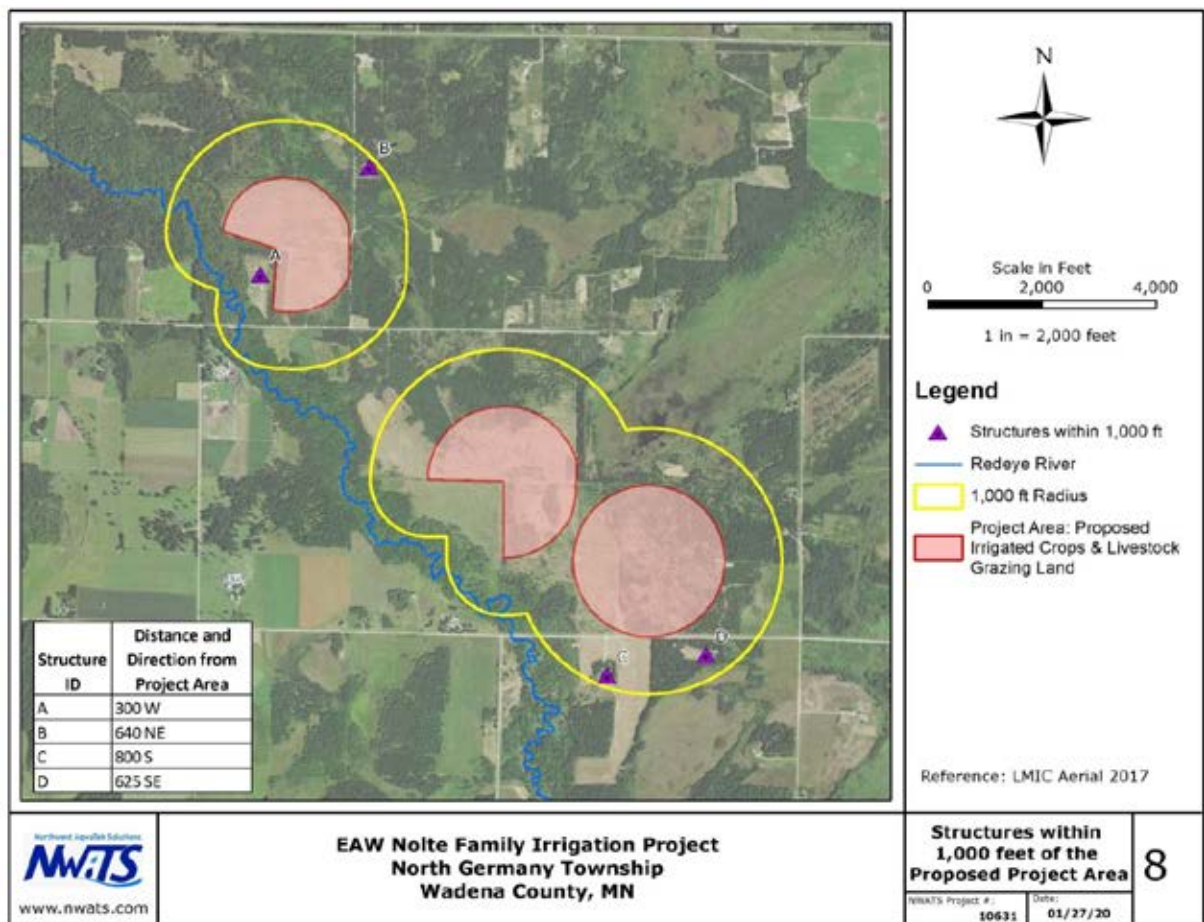 B
A
C
D
Structure ID
Distance and Direction from Project Area
A 300 W
B 640 NE
C 800 S
D 625 SE
N
Scale in Feet
0 2,000 4,000
1 in = 2,000 feet
Legend
Structures within 1,000 ft
Redeye River
1,000 ft Radius
Project Area: Proposed
Irrigated Crops & Livestock
Grazing Land
Reference: LMIC Aerial 2017
NWATS
www.nwats.com
EAW Nolte Family Irrigation Project
North Germany Township
Wadena County, MN
Structures within
1,000 feet of the
Proposed Project Area
8
NWATS Project #:
10631
Date:
01/27/20